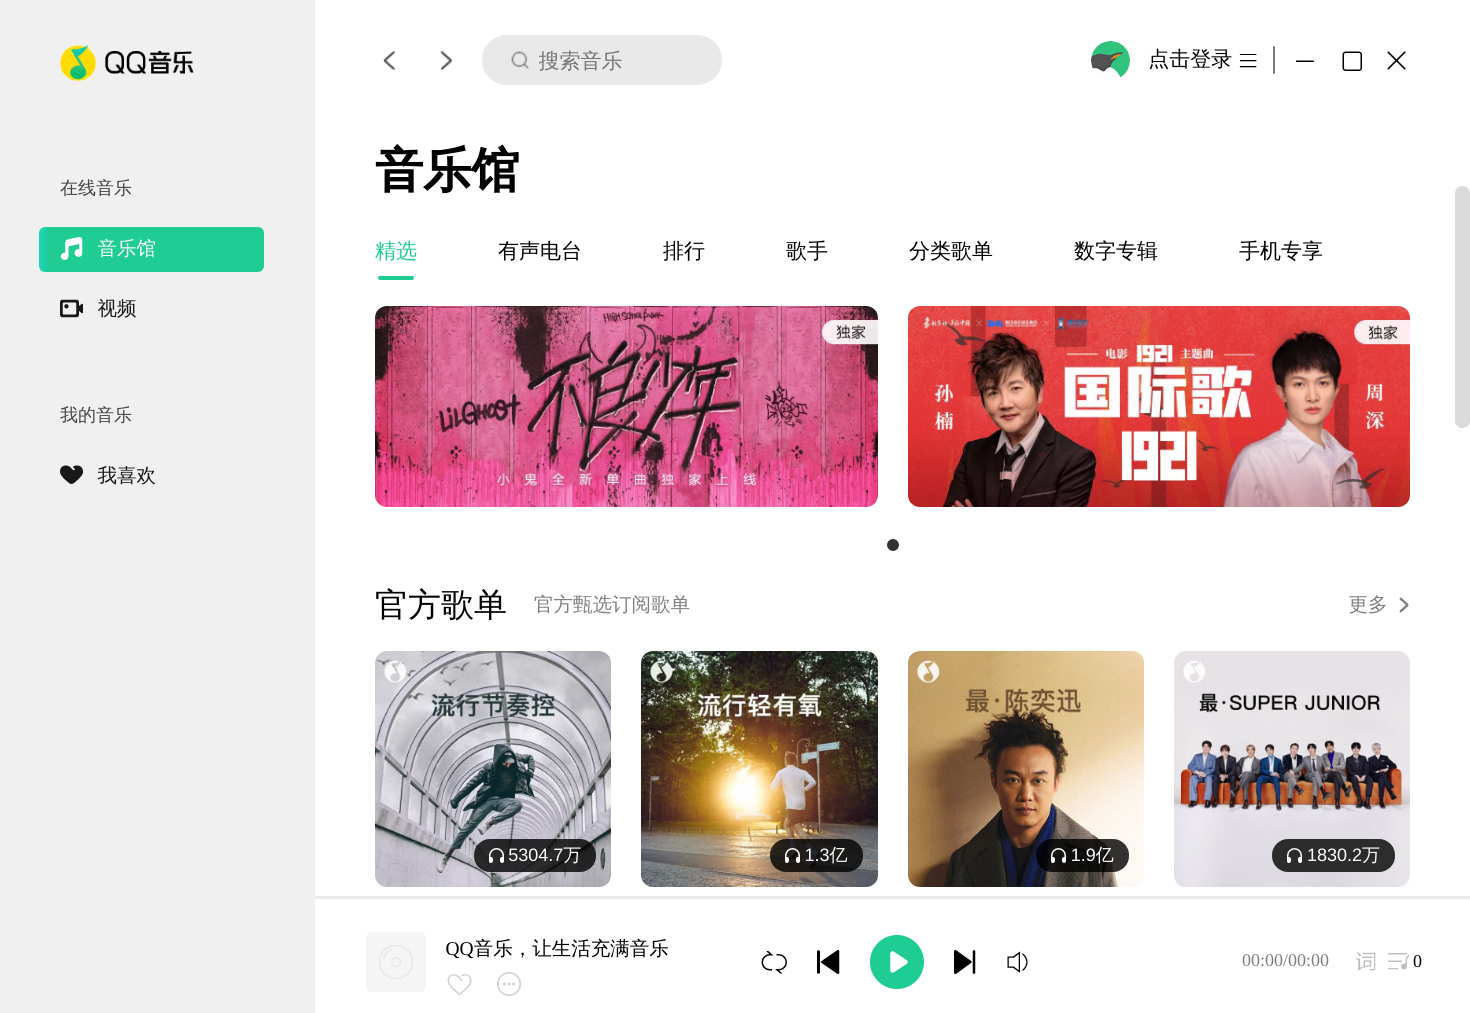 QQ音乐
搜索音乐
点击登录
在线音乐
音乐馆
视频
我的音乐
我喜欢
音乐馆
精选
有声电台
排行
歌手
分类歌单
数字专辑
手机专享
HIGH SCHOOL PUNK
独家
不良少年
LiLGhost
小鬼全新单曲独家上线
独家
电影 1921 主题曲
国际歌
1921
孙楠
周深
官方歌单
官方甄选订阅歌单
更多
流行节奏控
5304.7万
流行轻有氧
1.3亿
最·陈奕迅
1.9亿
最·SUPER JUNIOR
1830.2万
QQ音乐，让生活充满音乐
00:00/00:00
词
0